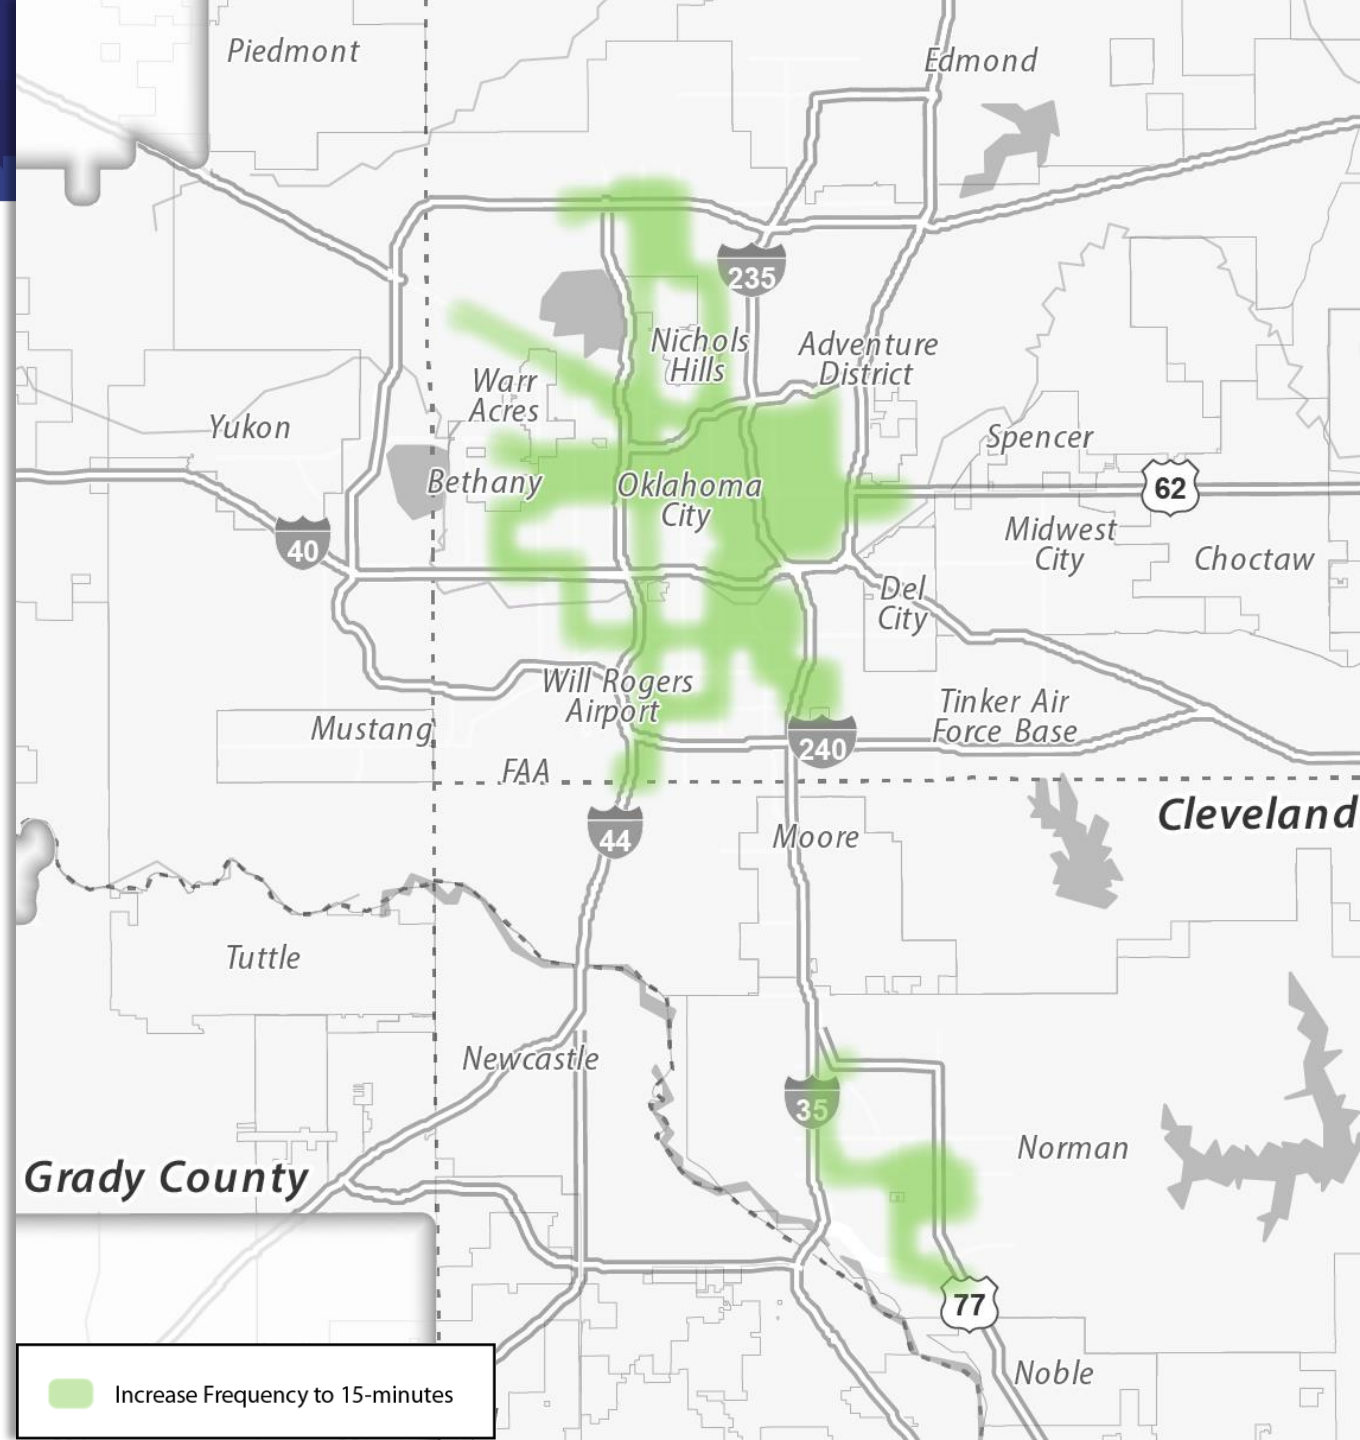 Piedmont
Edmond
235
Nichols
Hills
Adventure
District
Warr
Acres
Yukon
Spencer
Bethany
Oklahoma
City
62
40
Midwest
City
Choctaw
Del
City
Will Rogers
Airport
Tinker Air
Force Base
Mustang
240
FAA
Cleveland
44
Moore
Tuttle
Newcastle
35
Norman
Grady County
77
Noble
Increase Frequency to 15-minutes